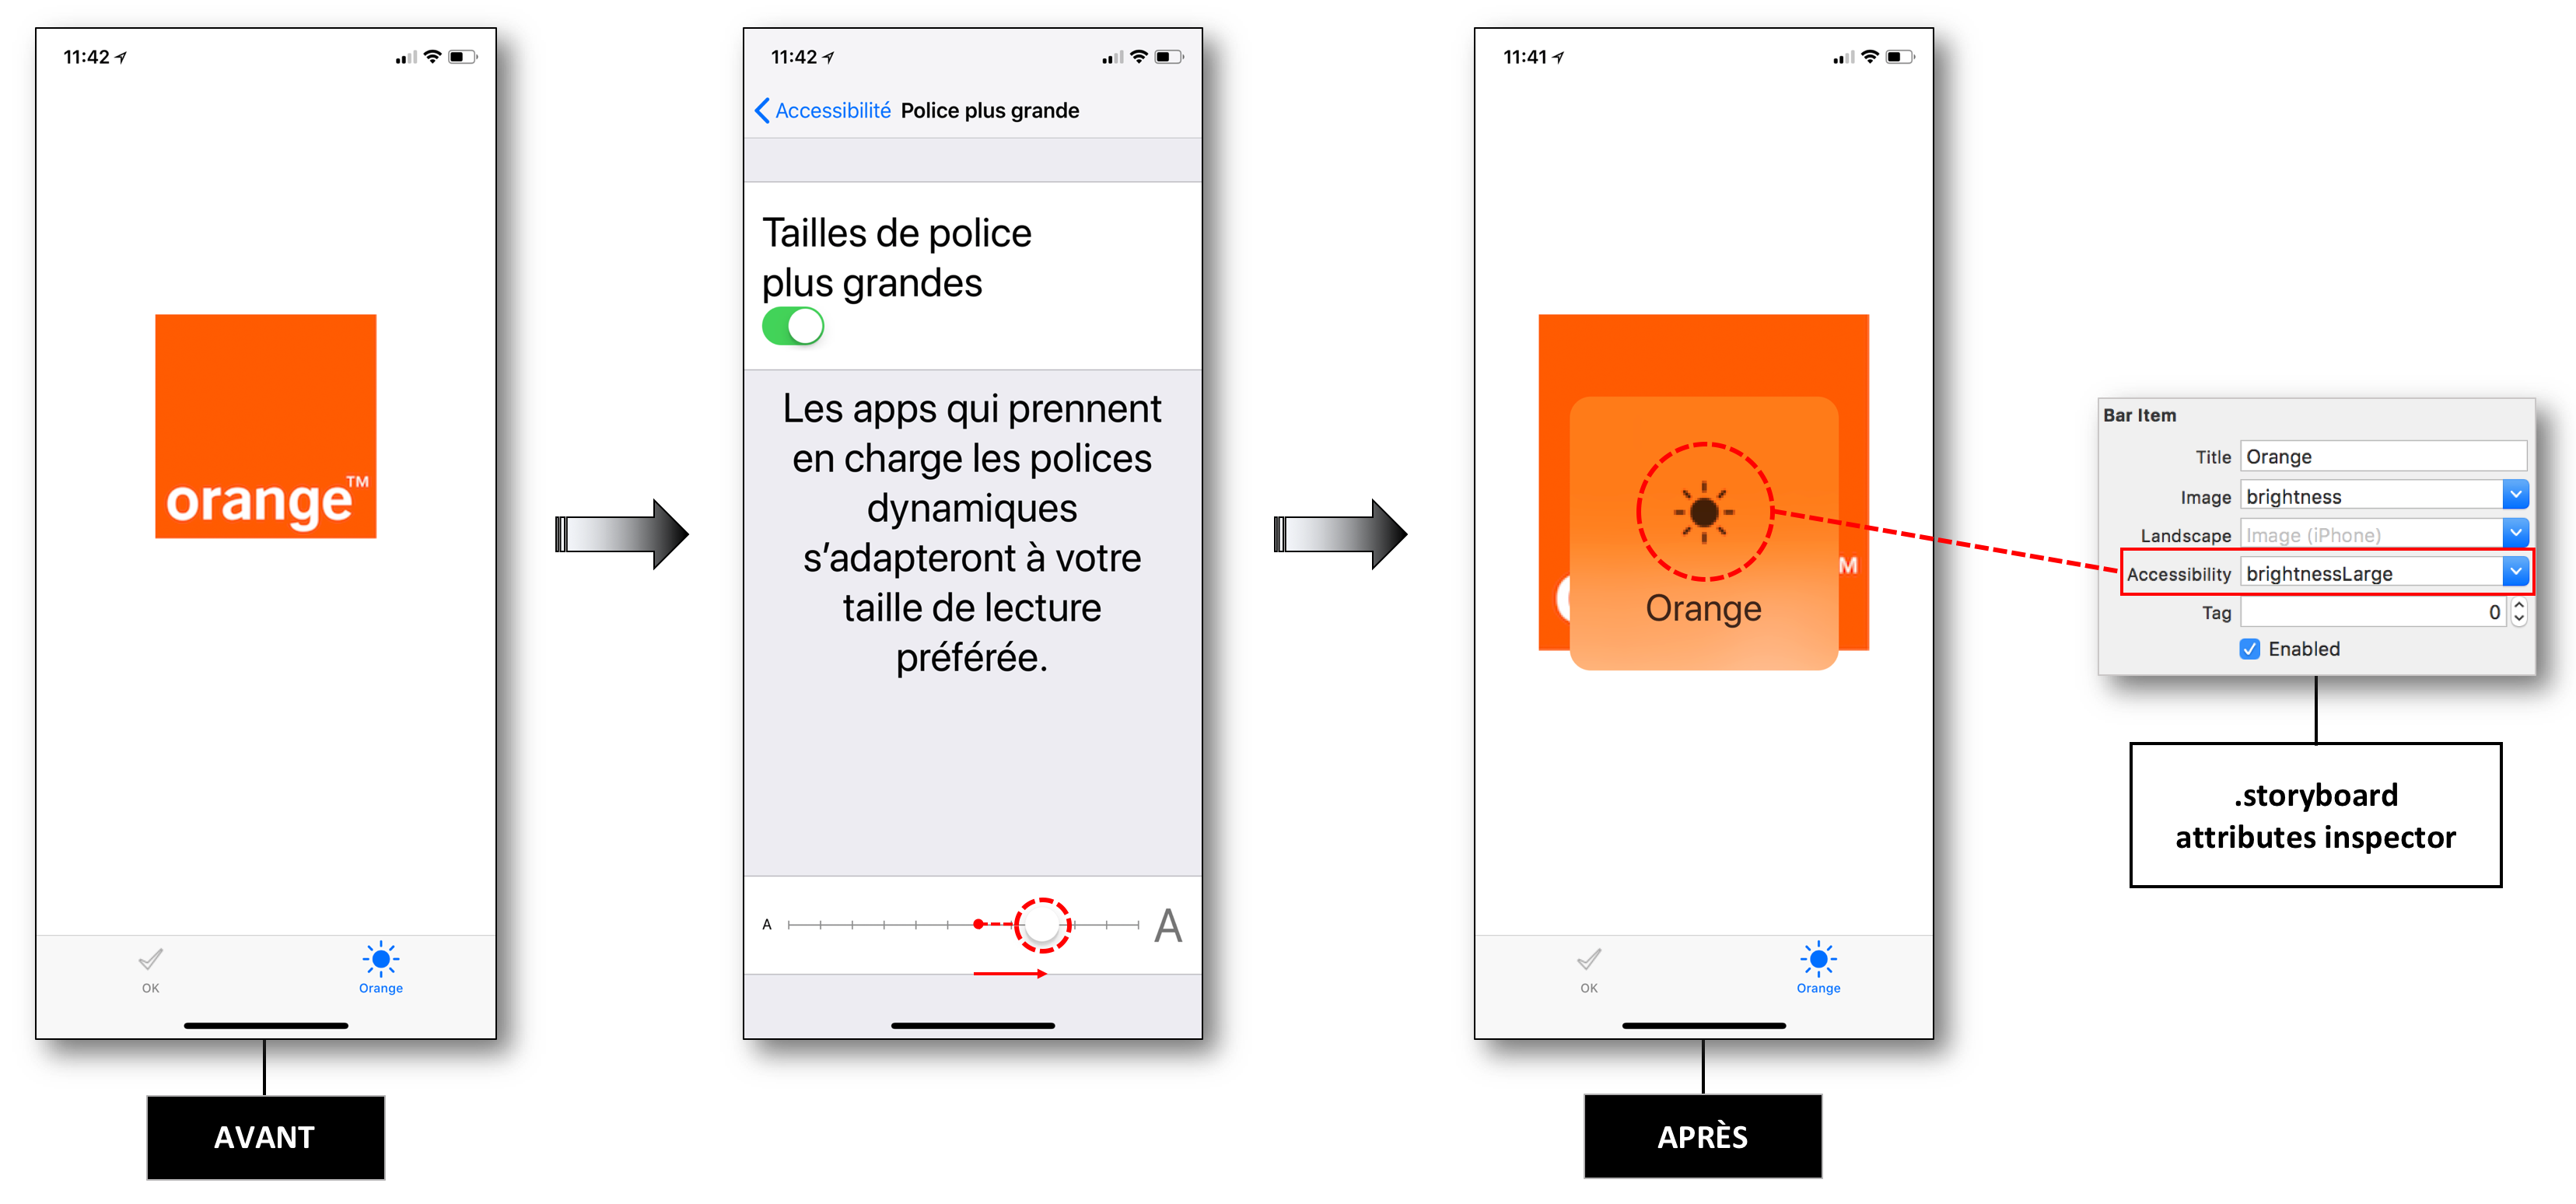 11:42
orange™
OK
Orange
AVANT
11:42
Accessibilité Police plus grande
Tailles de police
plus grandes
Les apps qui prennent
en charge les polices
dynamiques
s’adapteront à votre
taille de lecture
préférée.
A
A
11:41
M
Orange
OK
Orange
APRÈS
Bar Item
Title Orange
Image brightness
Landscape Image (iPhone)
Accessibility brightnessLarge
Tag 0
Enabled
.storyboard
attributes inspector